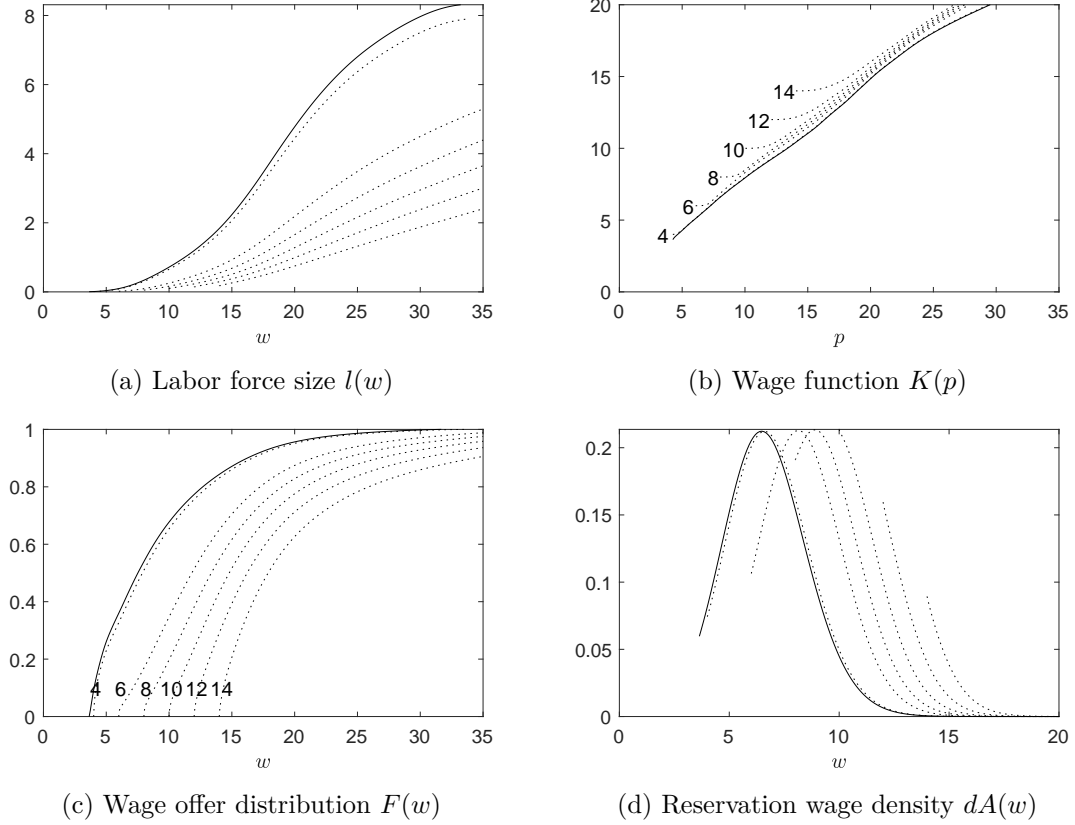 8
6
4
2
0
0 5 10 15 20 25 30 35
w
(a) Labor force size l(w)
20
15
10
5
0
14
12
10
8
6
4
0 5 10 15 20 25 30 35
p
(b) Wage function K(p)
1
0.8
0.6
0.4
0.2
0
4 6 8 10 12 14
0 5 10 15 20 25 30 35
w
(c) Wage offer distribution F(w)
0.2
0.15
0.1
0.05
0
0 5 10 15 20
w
(d) Reservation wage density dA(w)